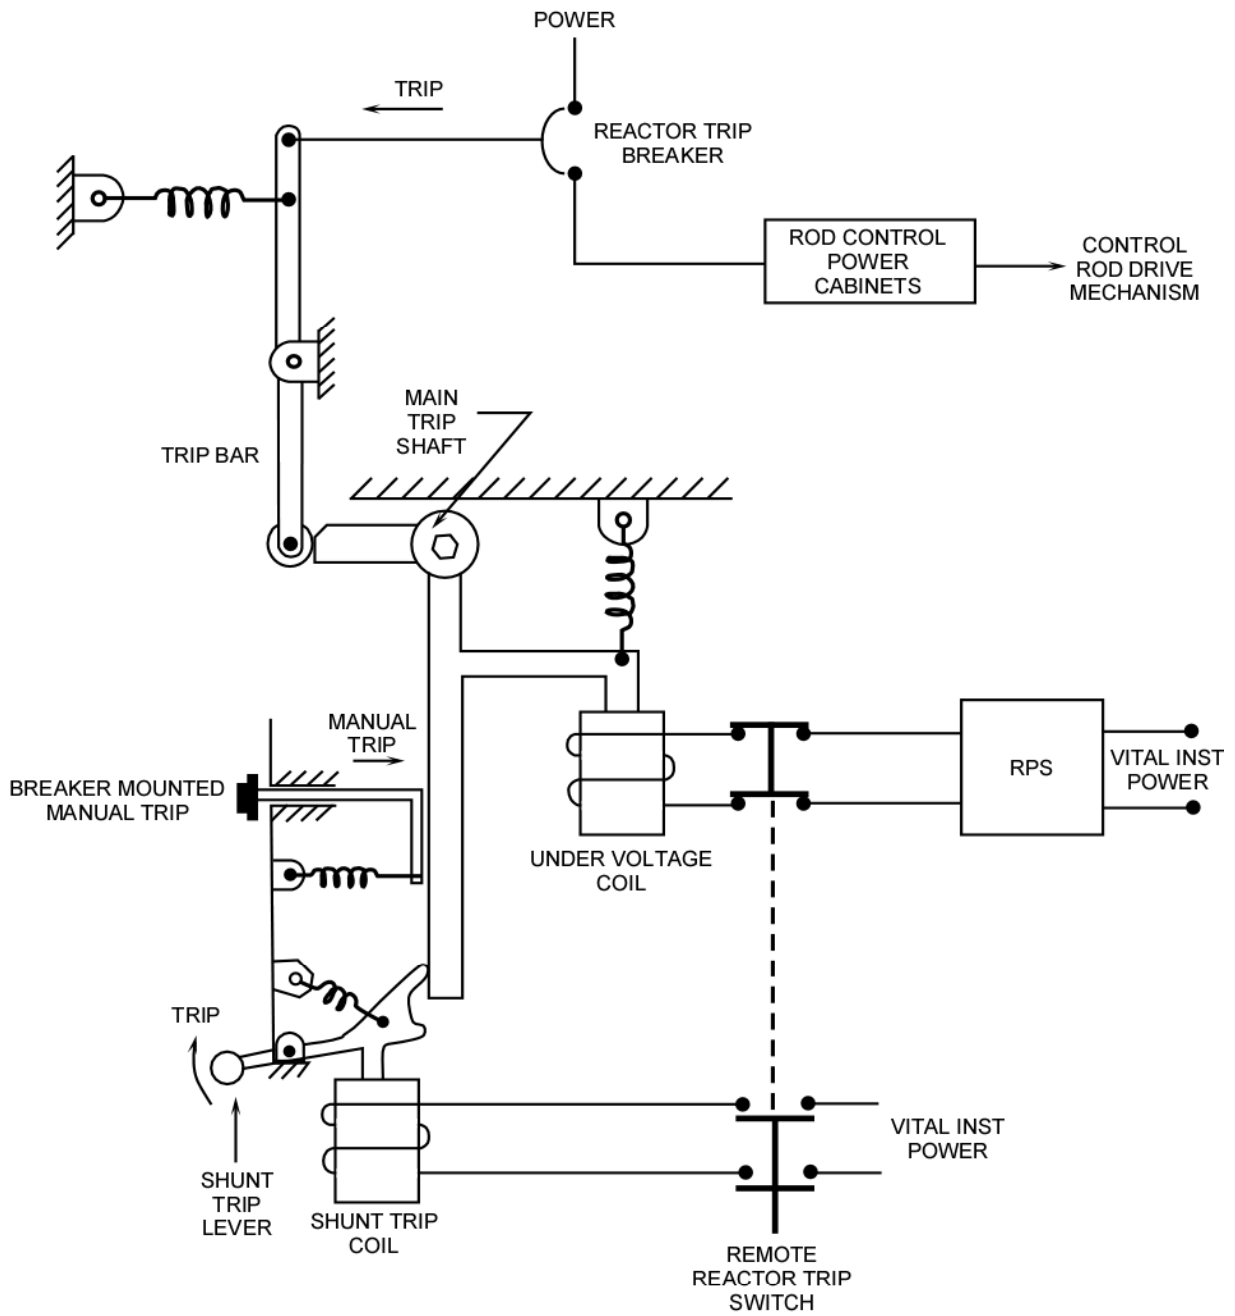 POWER
TRIP
REACTOR TRIP
BREAKER
ROD CONTROL
POWER
CABINETS
CONTROL
ROD DRIVE
MECHANISM
MAIN
TRIP
SHAFT
TRIP BAR
MANUAL
TRIP
BREAKER MOUNTED
MANUAL TRIP
RPS
VITAL INST
POWER
UNDER VOLTAGE
COIL
TRIP
VITAL INST
POWER
SHUNT
TRIP
LEVER
SHUNT TRIP
COIL
REMOTE
REACTOR TRIP
SWITCH